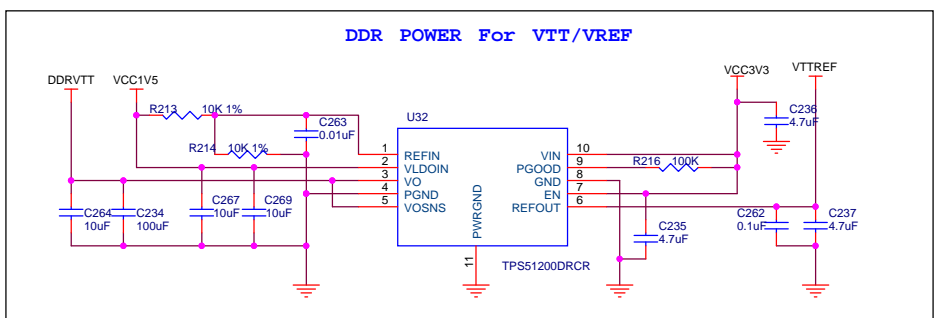 DDR POWER For VTT/VREF
DDRVTT
VCC1V5
VCC3V3
VTTREF
R213
10K 1%
U32
C263
0.01uF
C236
4.7uF
R214
10K 1%
1
REFIN
VIN
10
2
VLDOIN
PGOOD
9
R216
100K
3
VO
GND
8
4
PGND
EN
7
5
VOSNS
REFOUT
6
C264
10uF
C234
100uF
C267
10uF
C269
10uF
PWRGND
C235
4.7uF
C262
0.1uF
C237
4.7uF
11
TPS51200DRCR